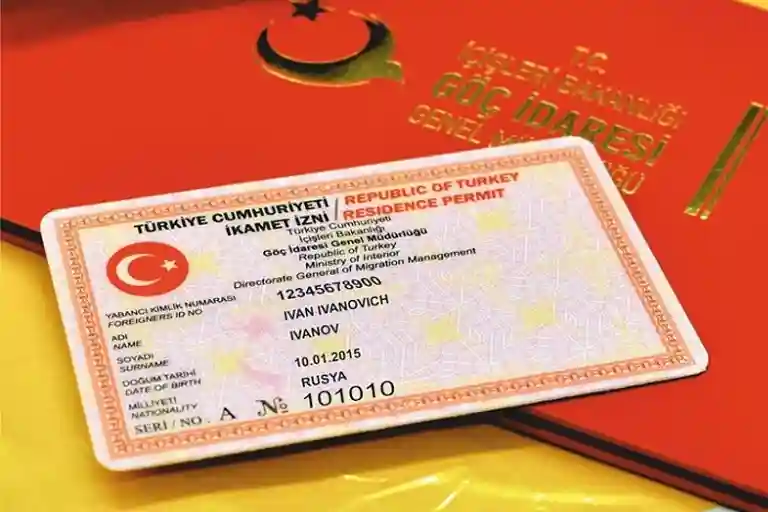 T.C.
İÇİŞLERİ BAKANLIĞI
GÖÇ İDARESİ
GENEL MÜDÜRLÜĞÜ
TÜRKİYE CUMHURİYETİ / REPUBLIC OF TURKEY
İKAMET İZNİ / RESIDENCE PERMIT
Türkiye Cumhuriyeti
İçişleri Bakanlığı
Göç İdaresi Genel Müdürlüğü
Republic of Turkey
Ministry of Interior
Directorate General of Migration Management
YABANCI KİMLİK NUMARASI 12345678900
FOREIGNERS ID NO
ADI IVAN IVANOVICH
NAME
SOYADI IVANOV
SURNAME
DOĞUM TARİHİ 10.01.2015
DATE OF BIRTH
MİLLİYETİ RUSYA
NATIONALITY
SERİ / NO . A № 101010